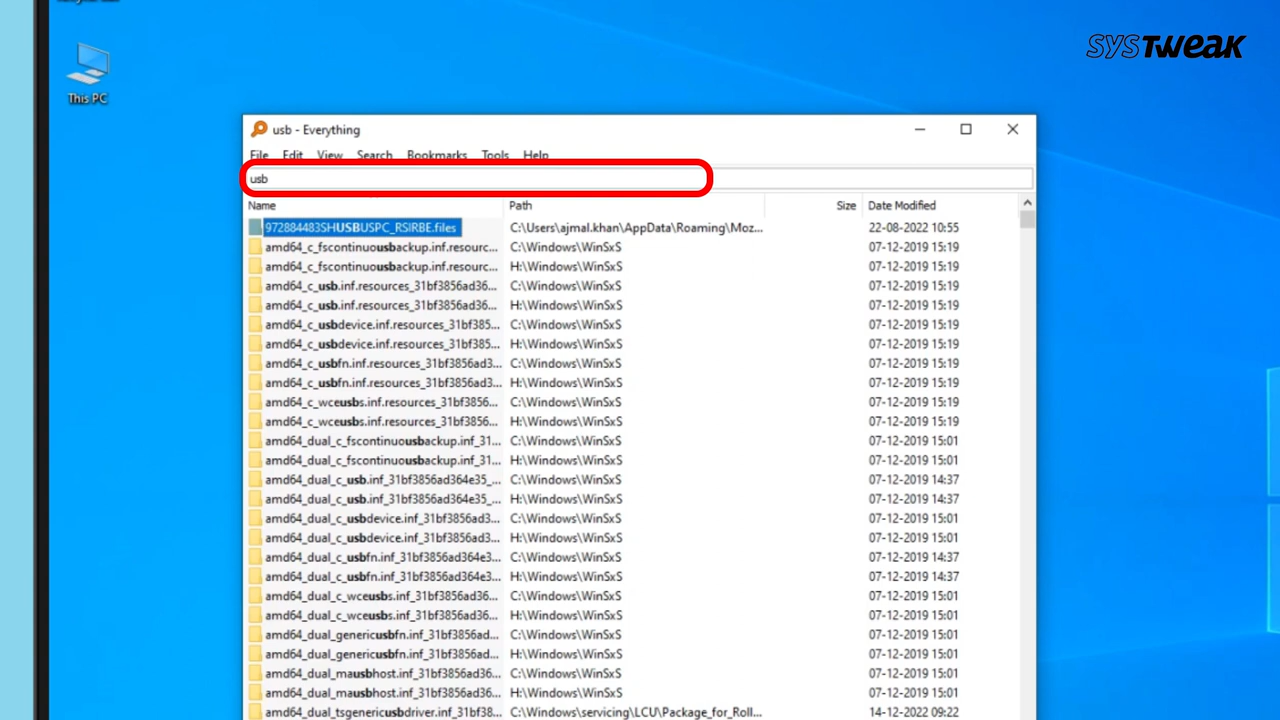 SYSTWEAK
This PC
usb - Everything
File Edit View Search Bookmarks Tools Help
usb
Name Path Size Date Modified
972884483SHUSBUSPC_RSIRBE.files C:\Users\ajmal.khan\AppData\Roaming\Moz... 22-08-2022 10:55
amd64_c_fscontinuousbackup.inf.resourc... C:\Windows\WinSxS 07-12-2019 15:19
amd64_c_fscontinuousbackup.inf.resourc... H:\Windows\WinSxS 07-12-2019 15:19
amd64_c_usb.inf.resources_31bf3856ad36... C:\Windows\WinSxS 07-12-2019 15:19
amd64_c_usb.inf.resources_31bf3856ad36... H:\Windows\WinSxS 07-12-2019 15:19
amd64_c_usbdevice.inf.resources_31bf385... C:\Windows\WinSxS 07-12-2019 15:19
amd64_c_usbdevice.inf.resources_31bf385... H:\Windows\WinSxS 07-12-2019 15:19
amd64_c_usbfn.inf.resources_31bf3856ad3... C:\Windows\WinSxS 07-12-2019 15:19
amd64_c_usbfn.inf.resources_31bf3856ad3... H:\Windows\WinSxS 07-12-2019 15:19
amd64_c_wceusbs.inf.resources_31bf3856... C:\Windows\WinSxS 07-12-2019 15:19
amd64_c_wceusbs.inf.resources_31bf3856... H:\Windows\WinSxS 07-12-2019 15:19
amd64_dual_c_fscontinuousbackup.inf_31... C:\Windows\WinSxS 07-12-2019 15:01
amd64_dual_c_fscontinuousbackup.inf_31... H:\Windows\WinSxS 07-12-2019 15:01
amd64_dual_c_usb.inf_31bf3856ad364e35_... C:\Windows\WinSxS 07-12-2019 14:37
amd64_dual_c_usb.inf_31bf3856ad364e35_... H:\Windows\WinSxS 07-12-2019 14:37
amd64_dual_c_usbdevice.inf_31bf3856ad3... C:\Windows\WinSxS 07-12-2019 15:01
amd64_dual_c_usbdevice.inf_31bf3856ad3... H:\Windows\WinSxS 07-12-2019 15:01
amd64_dual_c_usbfn.inf_31bf3856ad364e3... C:\Windows\WinSxS 07-12-2019 14:37
amd64_dual_c_usbfn.inf_31bf3856ad364e3... H:\Windows\WinSxS 07-12-2019 14:37
amd64_dual_c_wceusbs.inf_31bf3856ad36... C:\Windows\WinSxS 07-12-2019 15:01
amd64_dual_c_wceusbs.inf_31bf3856ad36... H:\Windows\WinSxS 07-12-2019 15:01
amd64_dual_genericusbfn.inf_31bf3856ad... C:\Windows\WinSxS 07-12-2019 15:01
amd64_dual_genericusbfn.inf_31bf3856ad... H:\Windows\WinSxS 07-12-2019 15:01
amd64_dual_mausbhost.inf_31bf3856ad36... C:\Windows\WinSxS 07-12-2019 15:01
amd64_dual_mausbhost.inf_31bf3856ad36... H:\Windows\WinSxS 07-12-2019 15:01
amd64_dual_tsgenericusbdriver.inf_31bf38... C:\Windows\servicing\LCU\Package_for_Roll... 14-12-2022 09:22